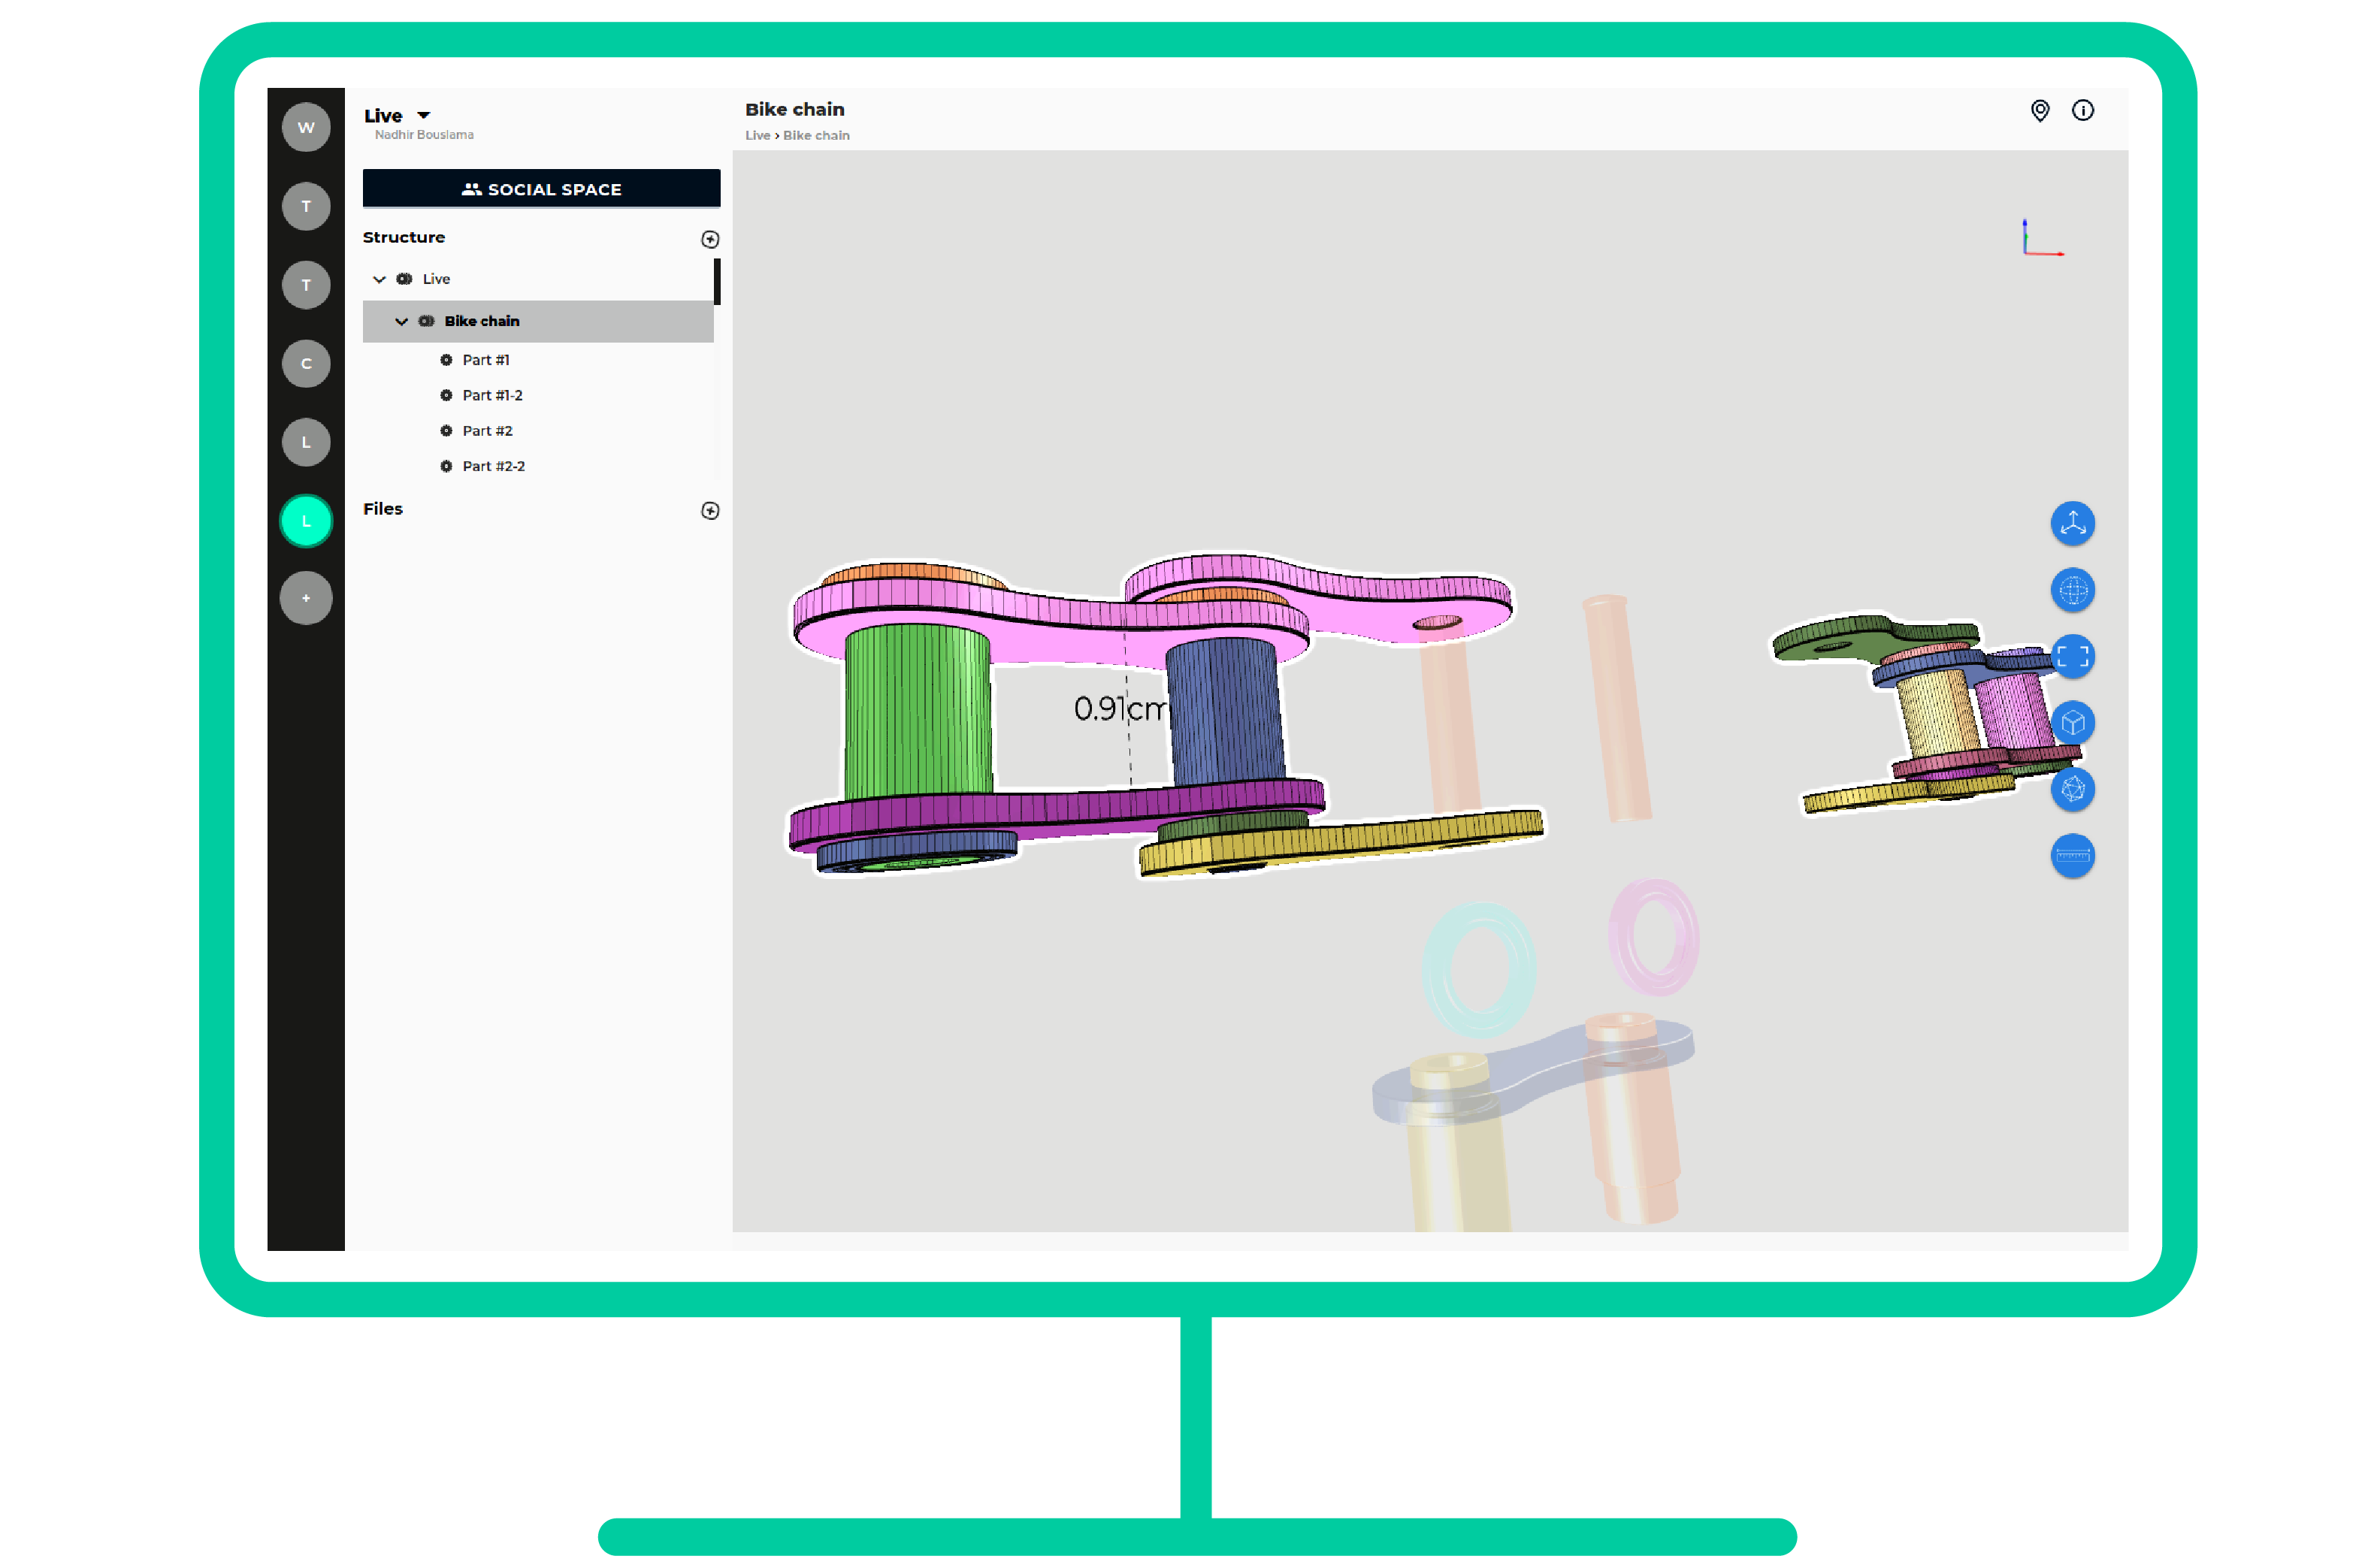 W
T
T
C
L
L
+
Live
Nadhir Bouslama
SOCIAL SPACE
Structure
Live
Bike chain
Part #1
Part #1-2
Part #2
Part #2-2
Files
Bike chain
Live > Bike chain
0.91cm